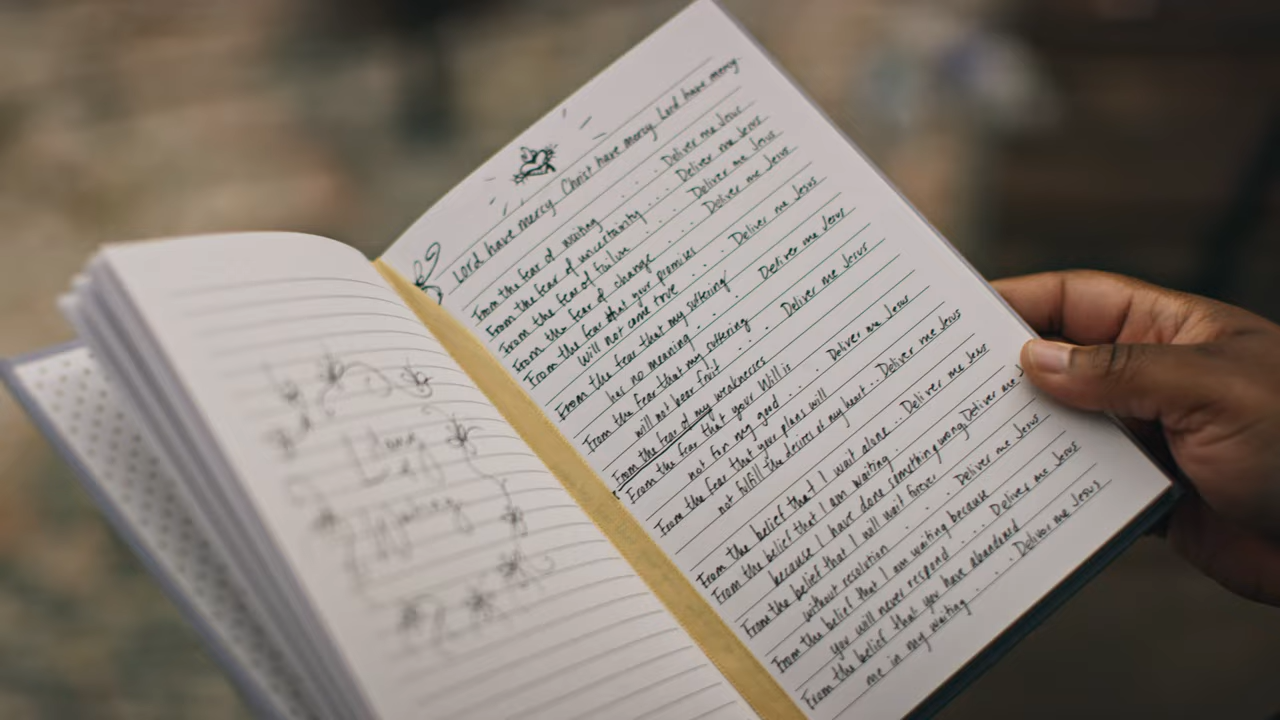 Lord have mercy Christ have mercy Lord have mercy
From the fear of waiting . . . Deliver me Jesus
From the fear of uncertainty . . . Deliver me Jesus
From the fear of failure . . . Deliver me Jesus
From the fear of change . . . Deliver me Jesus
From the fear that your promises
will not come true . . . Deliver me Jesus
From the fear that my suffering
has no meaning . . Deliver me Jesus
From the fear that my suffering
will not bear fruit . . . Deliver me Jesus
From the fear of my weaknesses
From the fear that your Will is
not for my good . . . Deliver me Jesus
From the fear that your plans will
not fulfill the desires of my heart . . Deliver me Jesus
From the belief that I wait alone . . . Deliver me Jesus
From the belief that I am waiting
because I have done something wrong, Deliver me J
From the belief that I will wait forever
without resolution . . . Deliver me Jesus
From the belief that I am waiting because
you will never respond . . . Deliver me Jesus
From the belief that you have abandoned
me in my waiting . . . Deliver me Jesus
Waiting